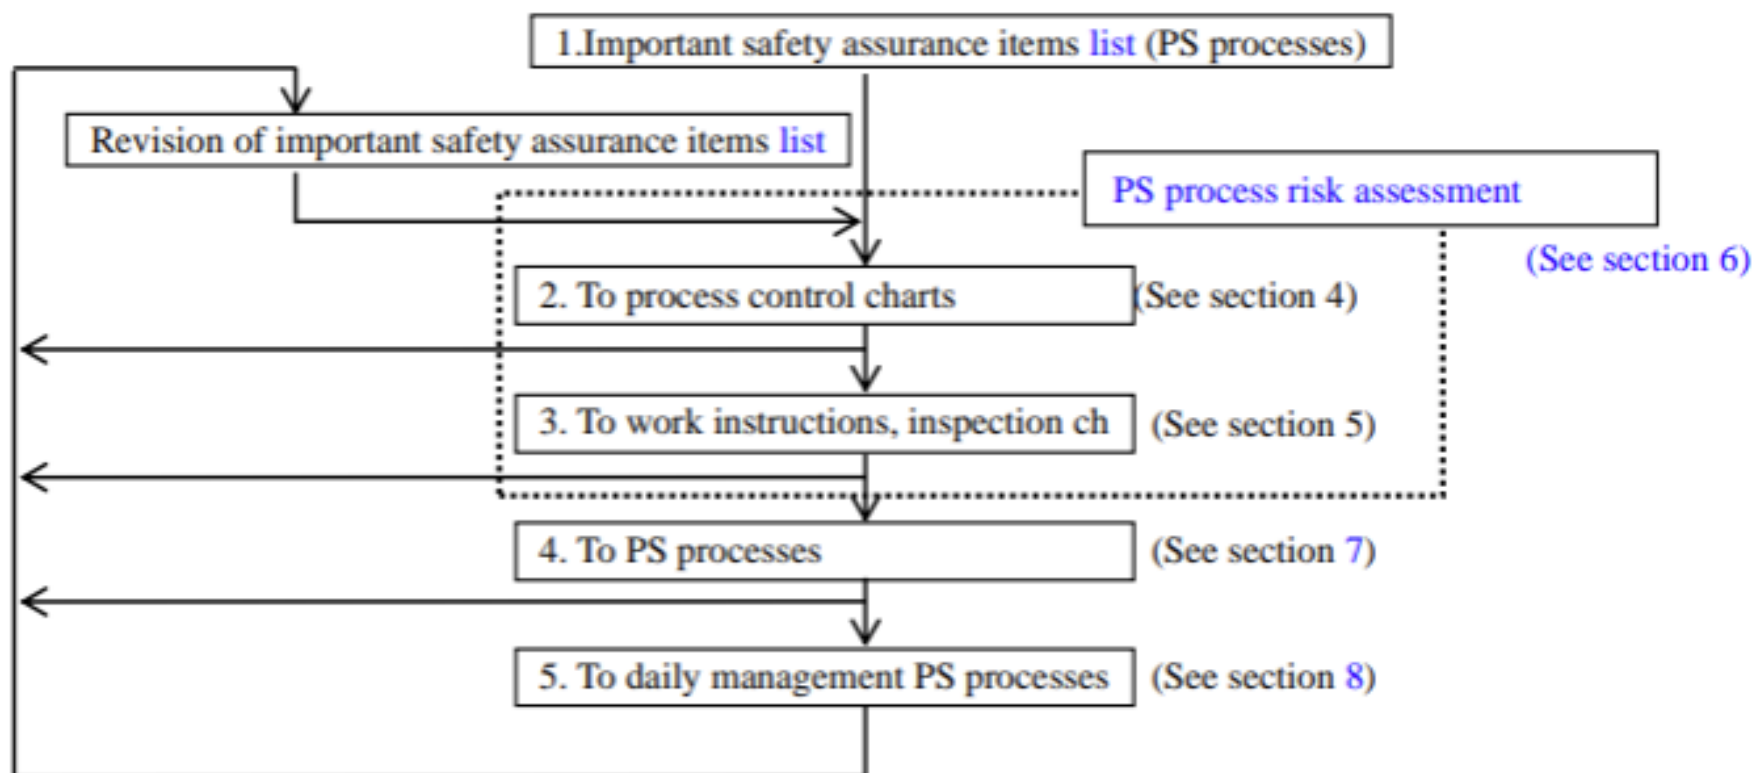 1.Important safety assurance items list (PS processes)
Revision of important safety assurance items list
PS process risk assessment
(See section 6)
2. To process control charts (See section 4)
3. To work instructions, inspection ch (See section 5)
4. To PS processes (See section 7)
5. To daily management PS processes (See section 8)